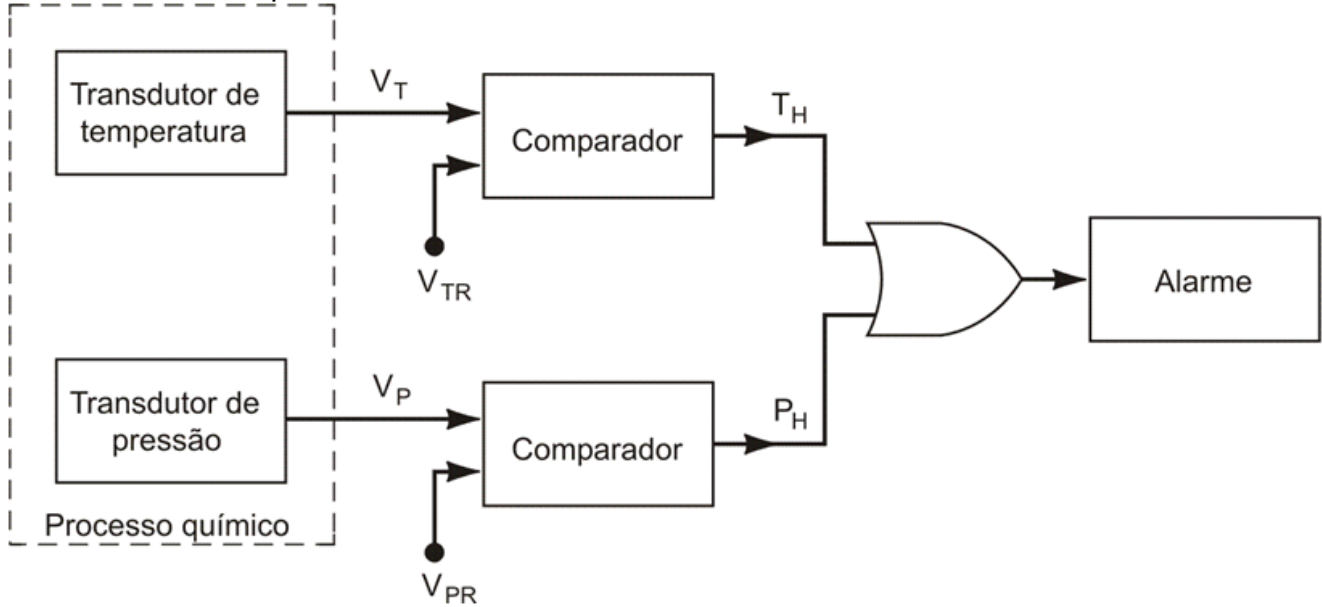 Transdutor de
temperatura
V_T
Comparador
T_H
V_TR
Alarme
Transdutor de
pressão
V_P
Comparador
P_H
Processo químico
V_PR